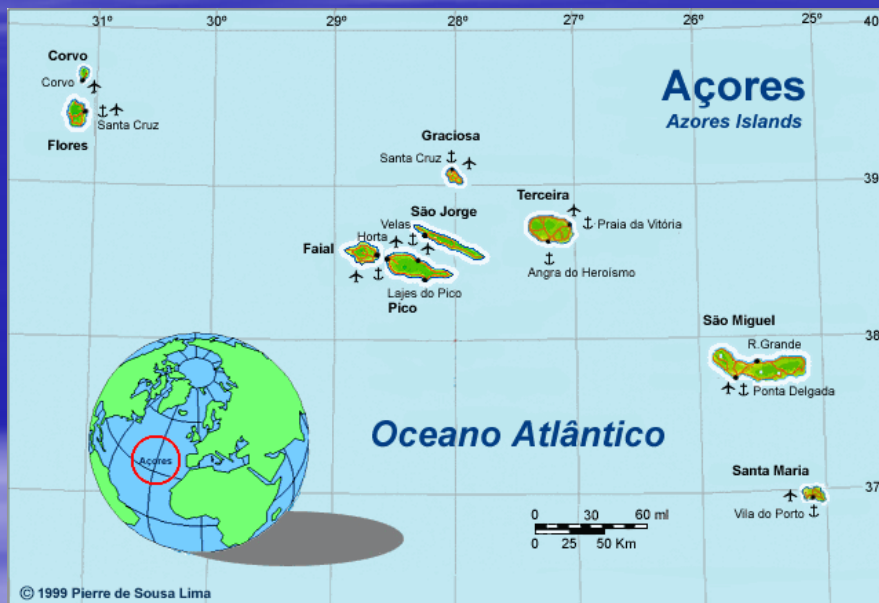 31° 30° 29° 28° 27° 26° 25° 40
Corvo
Corvo
Santa Cruz
Flores
Açores
Azores Islands
Graciosa
Santa Cruz
39
São Jorge
Velas
Horta
Faial
Lajes do Pico
Pico
Terceira
Praia da Vitória
Angra do Heroísmo
São Miguel
38
R.Grande
Ponta Delgada
Açores
Oceano Atlântico
Santa Maria
37
Vila do Porto
0 30 60 ml
0 25 50 Km
© 1999 Pierre de Sousa Lima